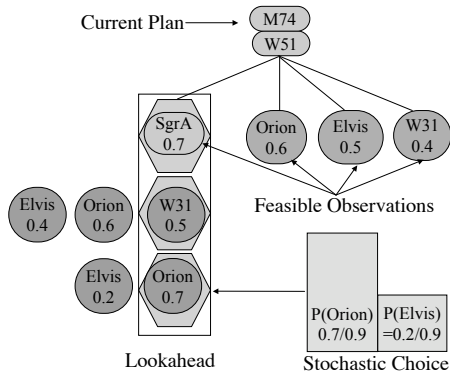 Current Plan
M74
W51
SgrA
0.7
Orion
0.6
Elvis
0.5
W31
0.4
Feasible Observations
Elvis
0.4
Orion
0.6
W31
0.5
Elvis
0.2
Orion
0.7
P(Orion)
0.7/0.9
P(Elvis)
=0.2/0.9
Lookahead
Stochastic Choice